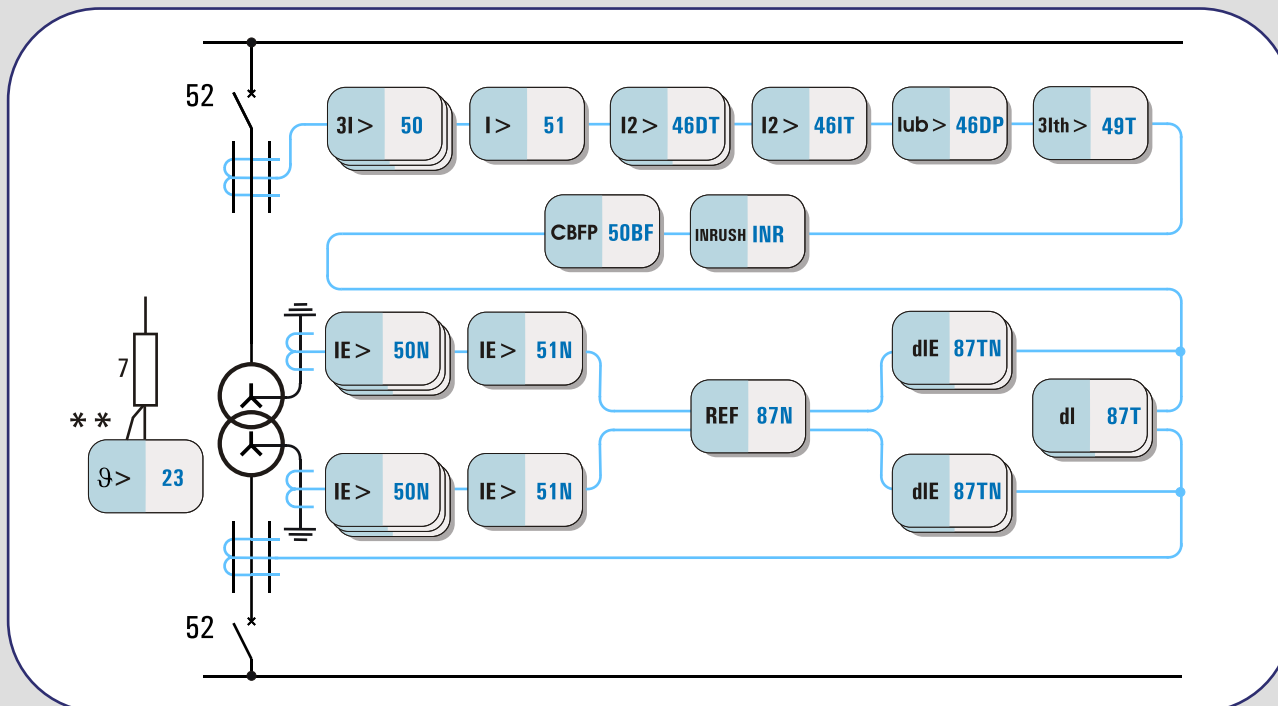 52
3I > 50
I > 51
I2 > 46DT
I2 > 46IT
Iub > 46DP
3Ith > 49T
CBFP 50BF
INRUSH INR
IE > 50N
IE > 51N
dIE 87TN
7
REF 87N
dI 87T
* *
ϑ> 23
IE > 50N
IE > 51N
dIE 87TN
52